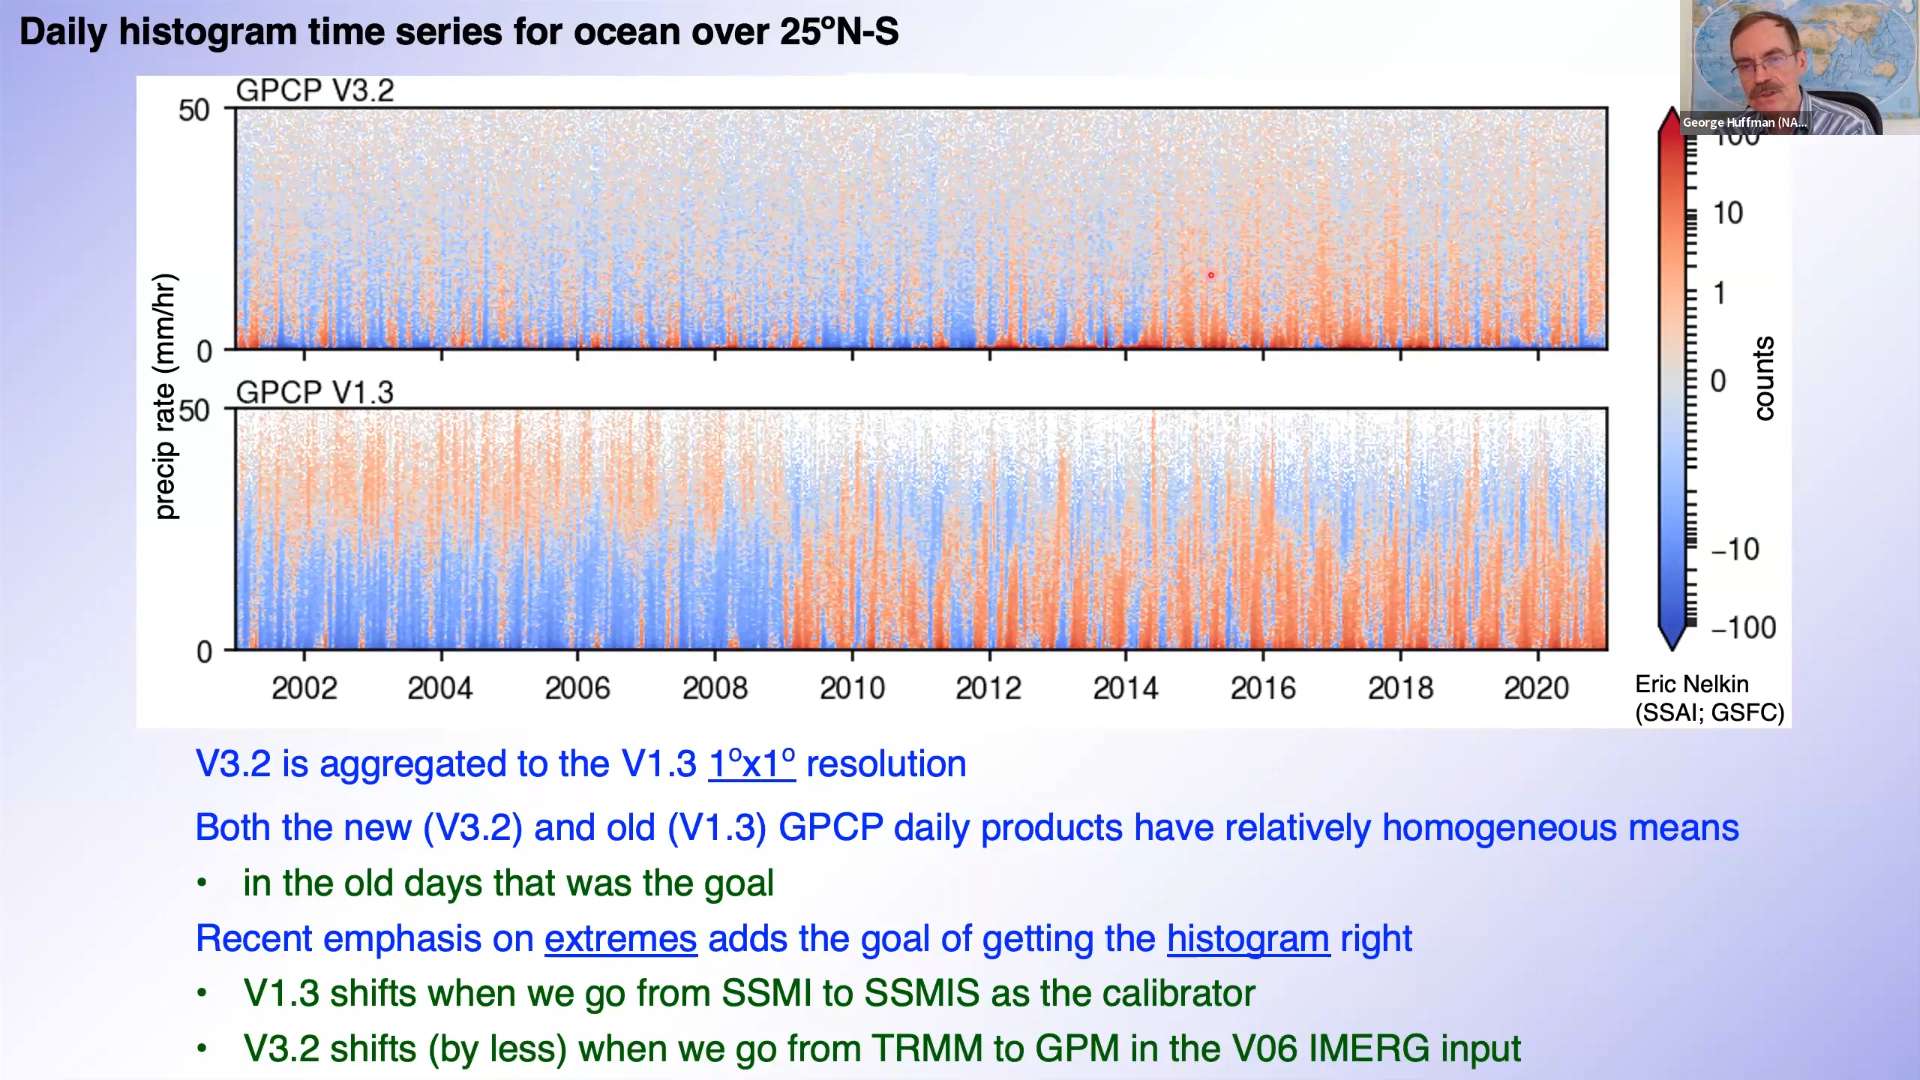 Daily histogram time series for ocean over 25ºN-S
George Huffman (NA...
GPCP V3.2
50
0
GPCP V1.3
50
0
precip rate (mm/hr)
2002 2004 2006 2008 2010 2012 2014 2016 2018 2020
100
10
1
0
−10
−100
counts
Eric Nelkin
(SSAI; GSFC)
V3.2 is aggregated to the V1.3 1ºx1º resolution
Both the new (V3.2) and old (V1.3) GPCP daily products have relatively homogeneous means
• in the old days that was the goal
Recent emphasis on extremes adds the goal of getting the histogram right
• V1.3 shifts when we go from SSMI to SSMIS as the calibrator
• V3.2 shifts (by less) when we go from TRMM to GPM in the V06 IMERG input